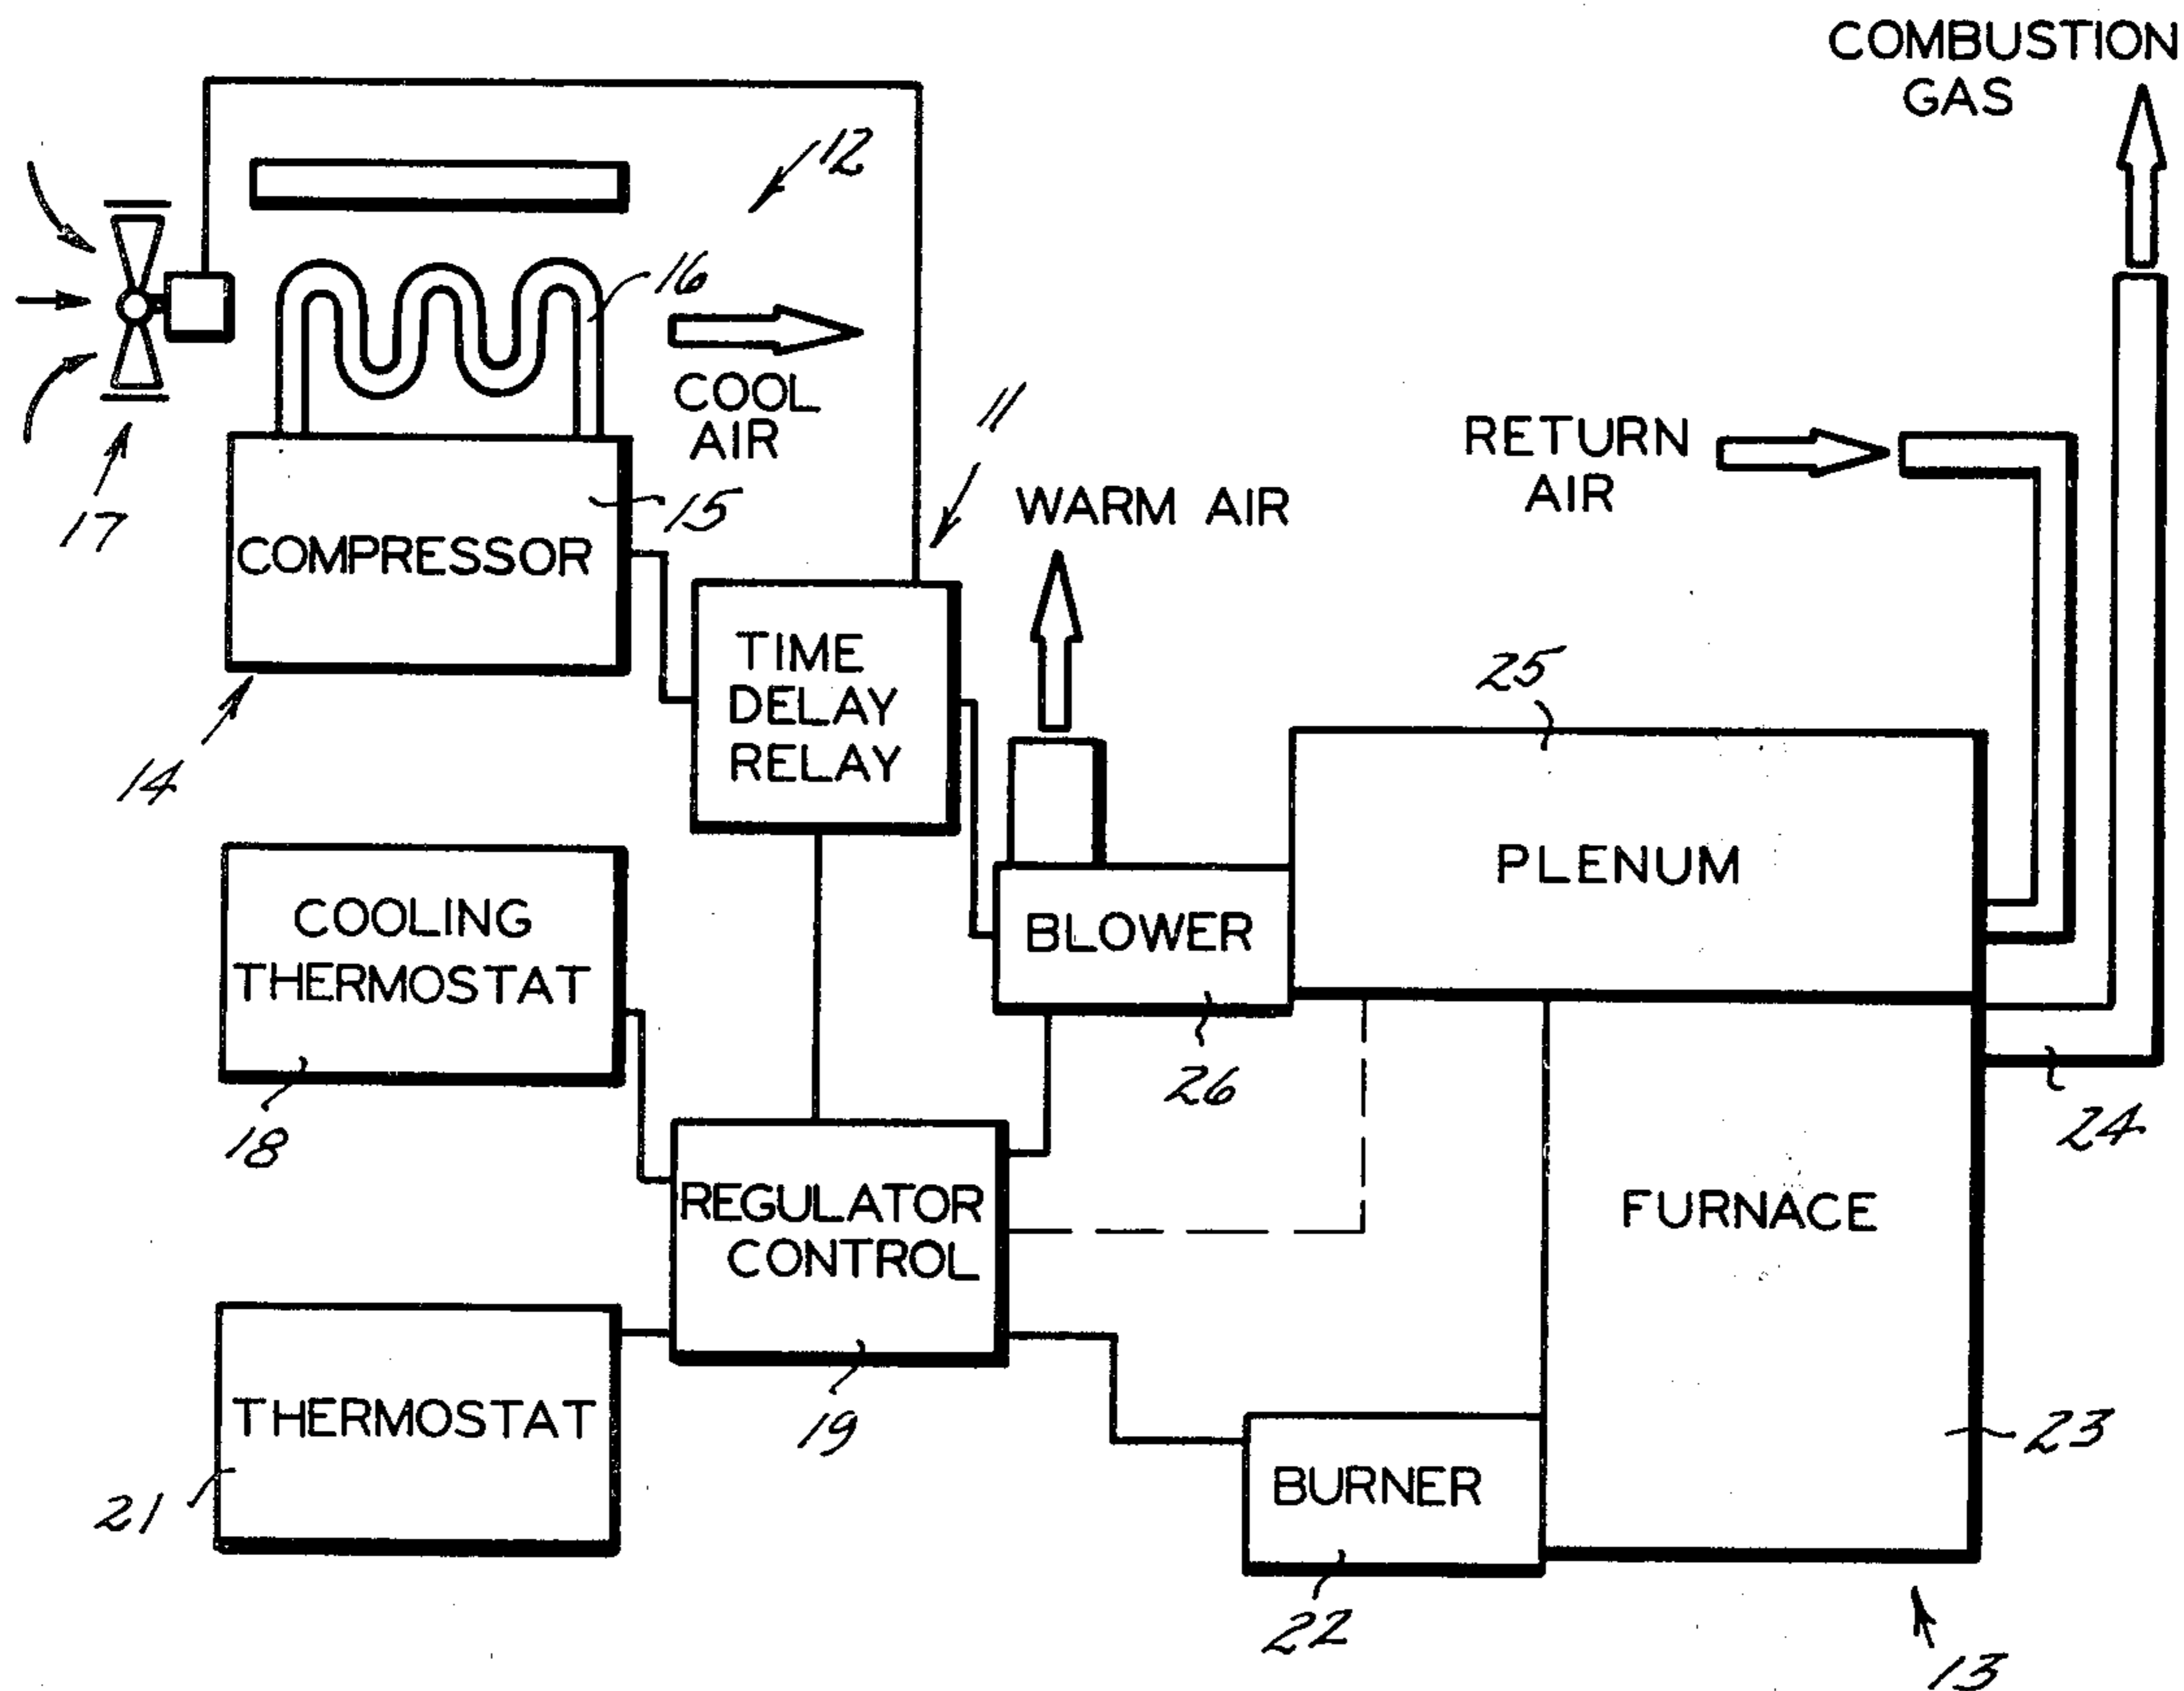 COMBUSTION
GAS
12
16
COOL
AIR
11
RETURN
AIR
WARM AIR
17
15
COMPRESSOR
TIME
DELAY
RELAY
25
14
PLENUM
COOLING
THERMOSTAT
BLOWER
26
18
24
REGULATOR
CONTROL
FURNACE
THERMOSTAT
19
23
21
BURNER
22
13